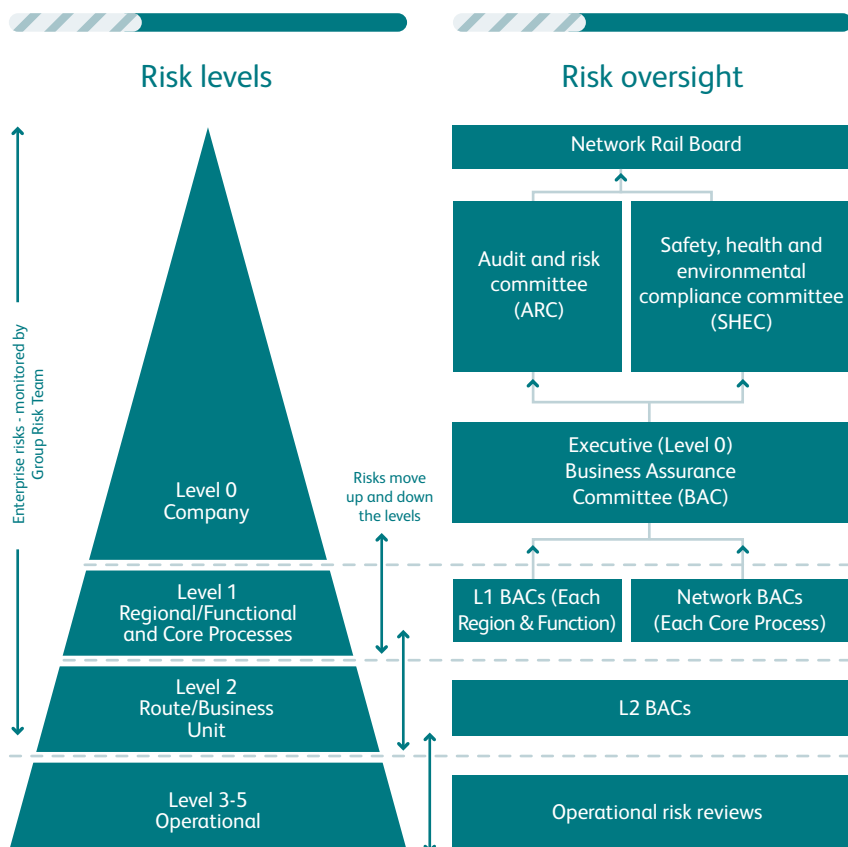 Risk levels
Enterprise risks - monitored by
Group Risk Team
Level 0
Company
Risks move
up and down
the levels
Level 1
Regional/Functional
and Core Processes
Level 2
Route/Business
Unit
Level 3-5
Operational
Risk oversight
Network Rail Board
Audit and risk
committee
(ARC)
Safety, health and
environmental
compliance committee
(SHEC)
Executive (Level 0)
Business Assurance
Committee (BAC)
L1 BACs (Each
Region & Function)
Network BACs
(Each Core Process)
L2 BACs
Operational risk reviews